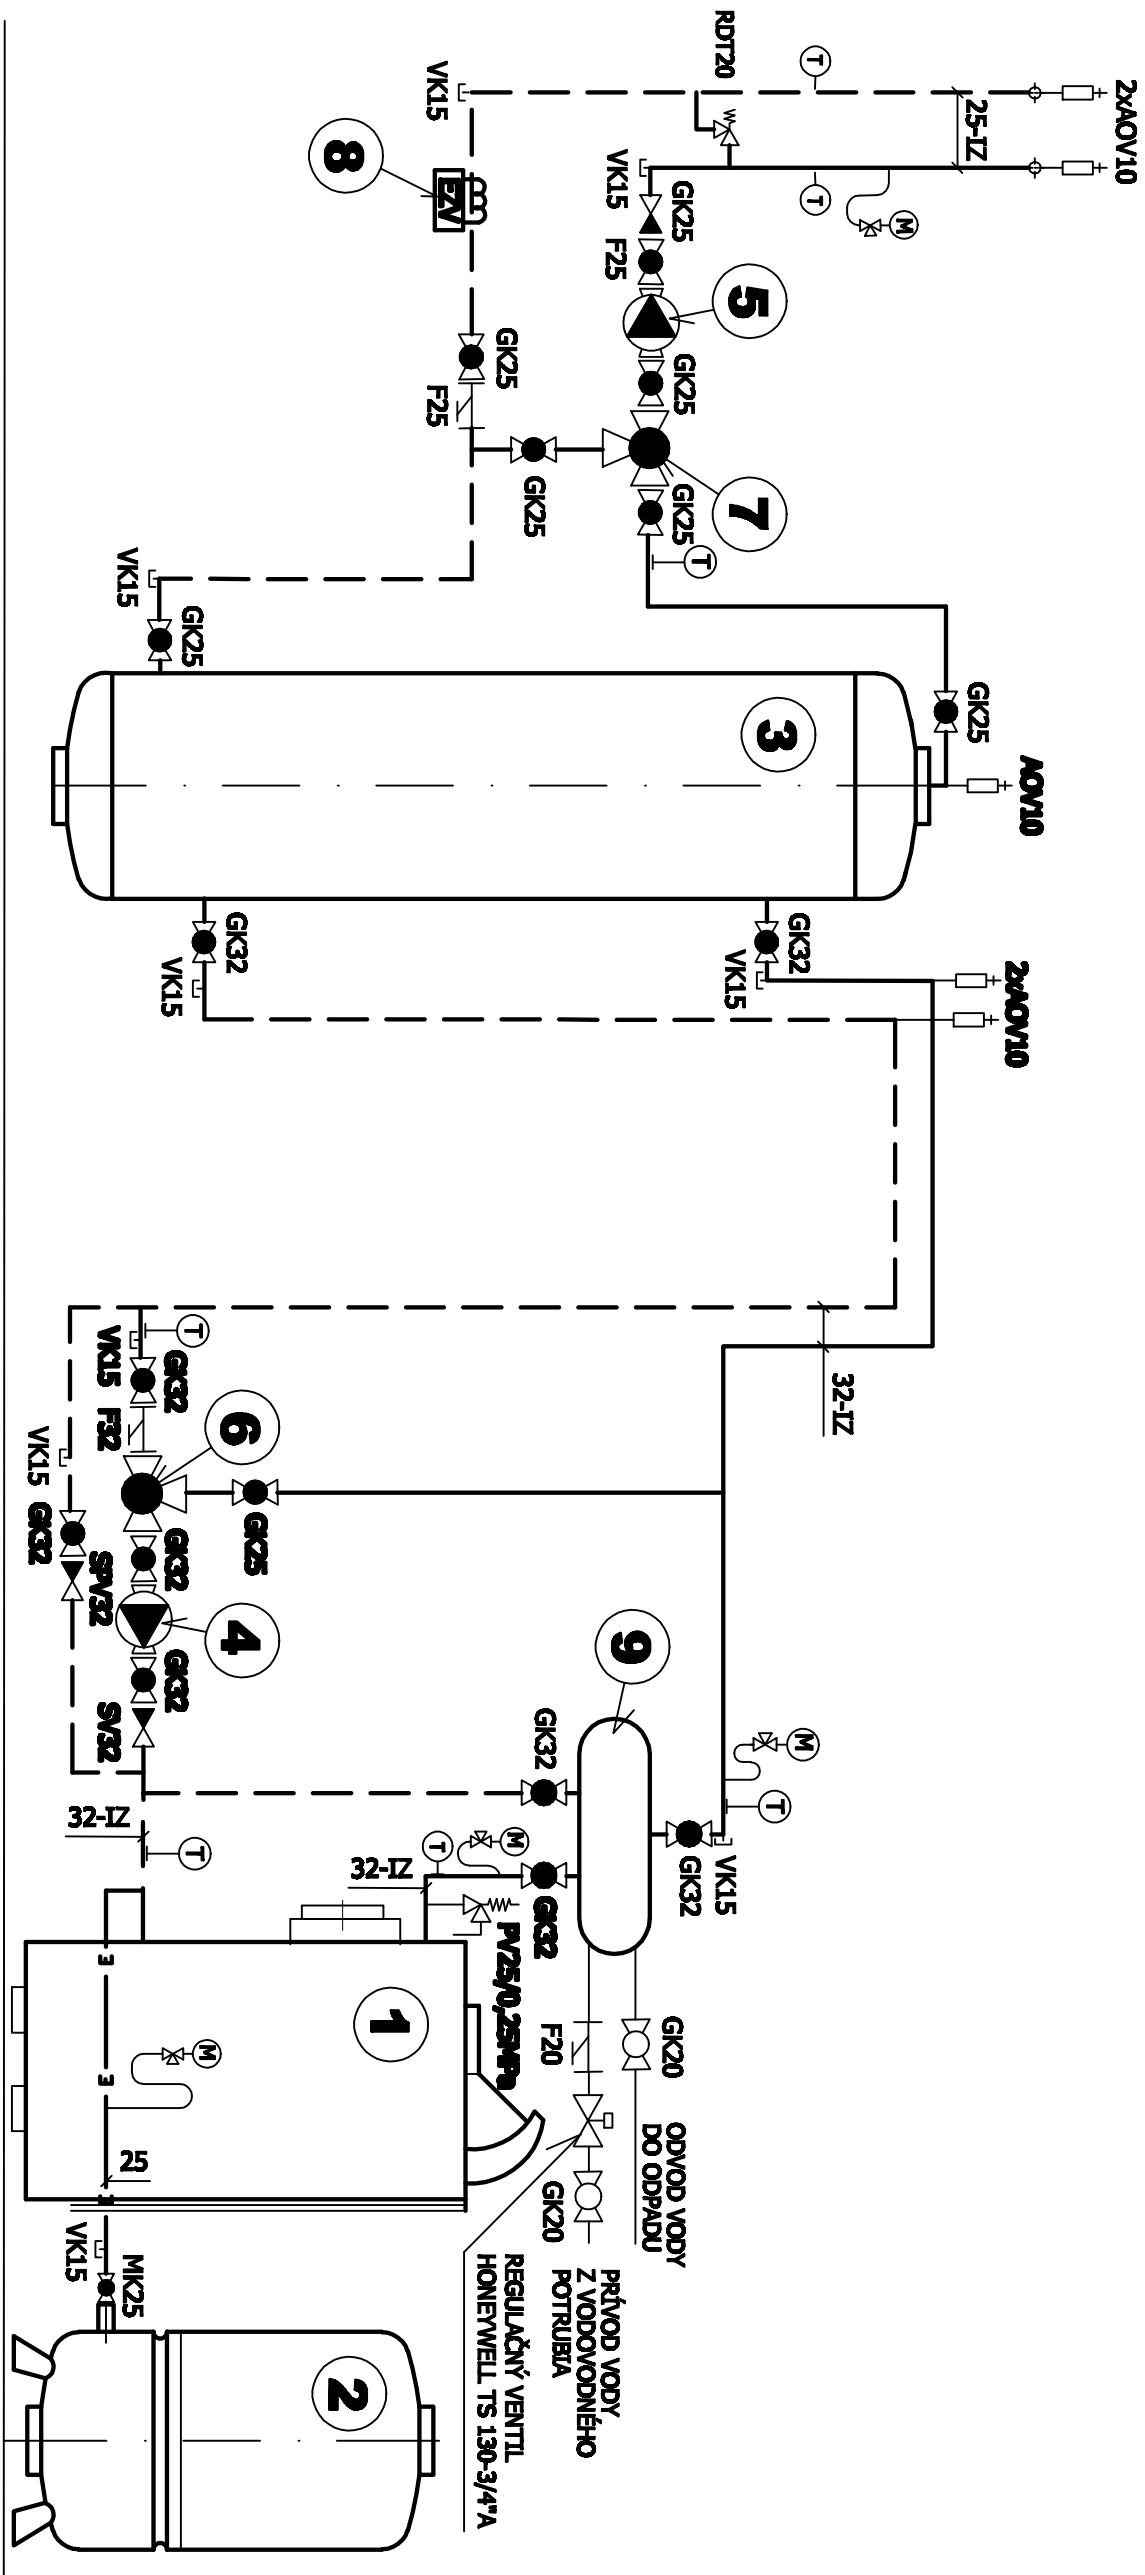 2xAOV10
RDT20
T
25-IZ
VK15
VK15
GK25
T
M
8
EZV
F25
5
GK25
GK25
F25
7
GK25
GK25
T
VK15
GK25
GK25
3
AOV10
GK32
VK15
GK32
VK15
2xAOV10
T
VK15
GK32
F32
32-IZ
6
VK15
GK32
GK25
GK32
SPV32
4
GK32
SV32
9
GK32
M
T
32-IZ
T
T
M
32-IZ
GK32
GK32
VK15
PV25/0,25MPa
1
M
F20
GK20
ODVOD VODY
DO ODPADU
25
GK20
VK15
MK25
PRÍVOD VODY
Z VODOVODNÉHO
POTRUBIA
REGULAČNÝ VENTIL
HONEYWELL TS 130-3/4"A
2